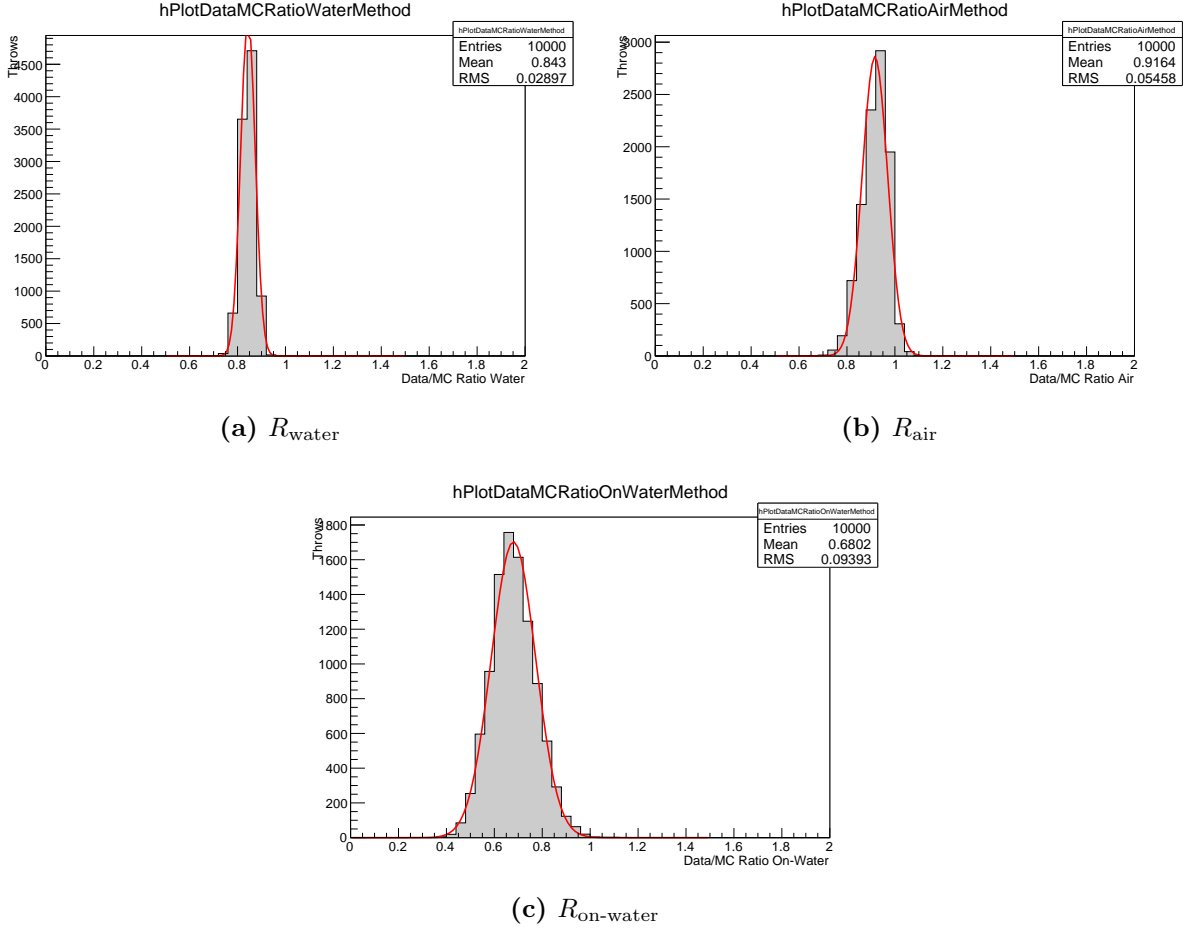 hPlotDataMCRatioWaterMethod
hPlotDataMCRatioWaterMethod
Entries 10000
Mean 0.843
RMS 0.02897
Throws
4500
4000
3500
3000
2500
2000
1500
1000
500
0
0 0.2 0.4 0.6 0.8 1 1.2 1.4 1.6 1.8 2
Data/MC Ratio Water
(a) R_water
hPlotDataMCRatioAirMethod
hPlotDataMCRatioAirMethod
Entries 10000
Mean 0.9164
RMS 0.05458
Throws
3000
2500
2000
1500
1000
500
0
0 0.2 0.4 0.6 0.8 1 1.2 1.4 1.6 1.8 2
Data/MC Ratio Air
(b) R_air
hPlotDataMCRatioOnWaterMethod
hPlotDataMCRatioOnWaterMethod
Entries 10000
Mean 0.6802
RMS 0.09393
Throws
1800
1600
1400
1200
1000
800
600
400
200
0
0 0.2 0.4 0.6 0.8 1 1.2 1.4 1.6 1.8 2
Data/MC Ratio On-Water
(c) R_on-water